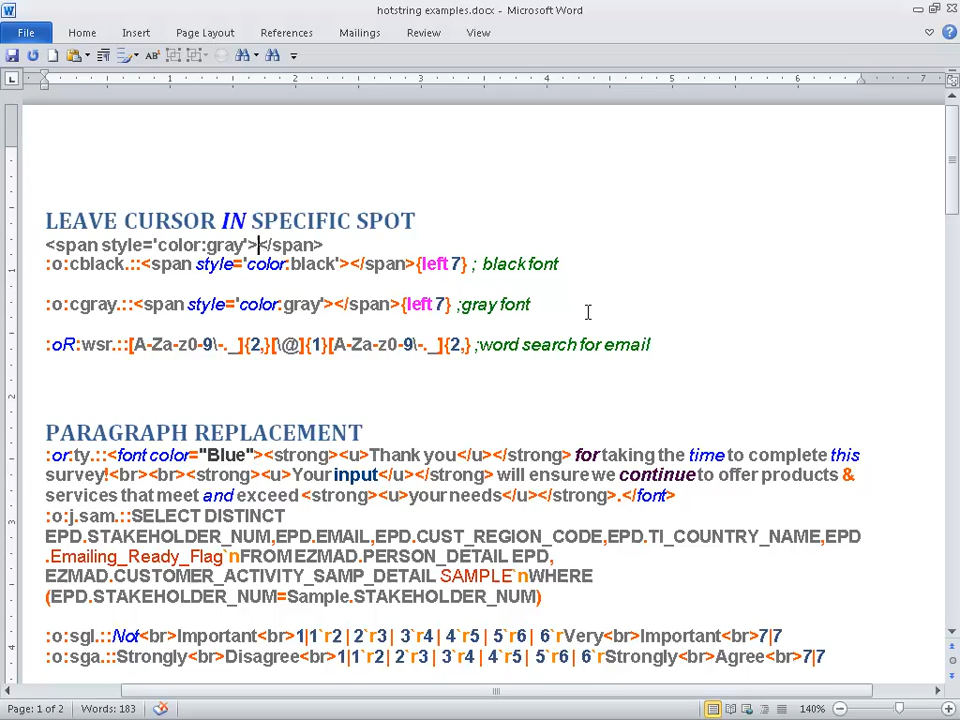 hotstring examples.docx - Microsoft Word
File Home Insert Page Layout References Mailings Review View
1 2 3 4 5 6 7
LEAVE CURSOR IN SPECIFIC SPOT
<span style='color:gray'></span>
:o:cblack.::<span style='color:black'></span>{left 7} ; black font
:o:cgray.::<span style='color:gray'></span>{left 7} ;gray font
:oR:wsr.::[A-Za-z0-9\-._]{2,}[\@]{1}[A-Za-z0-9\-._]{2,} ;word search for email
PARAGRAPH REPLACEMENT
:or:ty.::<font color="Blue"><strong><u>Thank you</u></strong> for taking the time to complete this
survey!<br><br><strong><u>Your input</u></strong> will ensure we continue to offer products &
services that meet and exceed <strong><u>your needs</u></strong>.</font>
:o:j.sam.::SELECT DISTINCT
EPD.STAKEHOLDER_NUM,EPD.EMAIL,EPD.CUST_REGION_CODE,EPD.TI_COUNTRY_NAME,EPD
.Emailing_Ready_Flag`nFROM EZMAD.PERSON_DETAIL EPD,
EZMAD.CUSTOMER_ACTIVITY_SAMP_DETAIL SAMPLE`nWHERE
(EPD.STAKEHOLDER_NUM=Sample.STAKEHOLDER_NUM)
:o:sgl.::Not<br>Important<br>1|1`r2 | 2`r3 | 3`r4 | 4`r5 | 5`r6 | 6`rVery<br>Important<br>7|7
:o:sga.::Strongly<br>Disagree<br>1|1`r2 | 2`r3 | 3`r4 | 4`r5 | 5`r6 | 6`rStrongly<br>Agree<br>7|7
Page: 1 of 2 Words: 183 140%